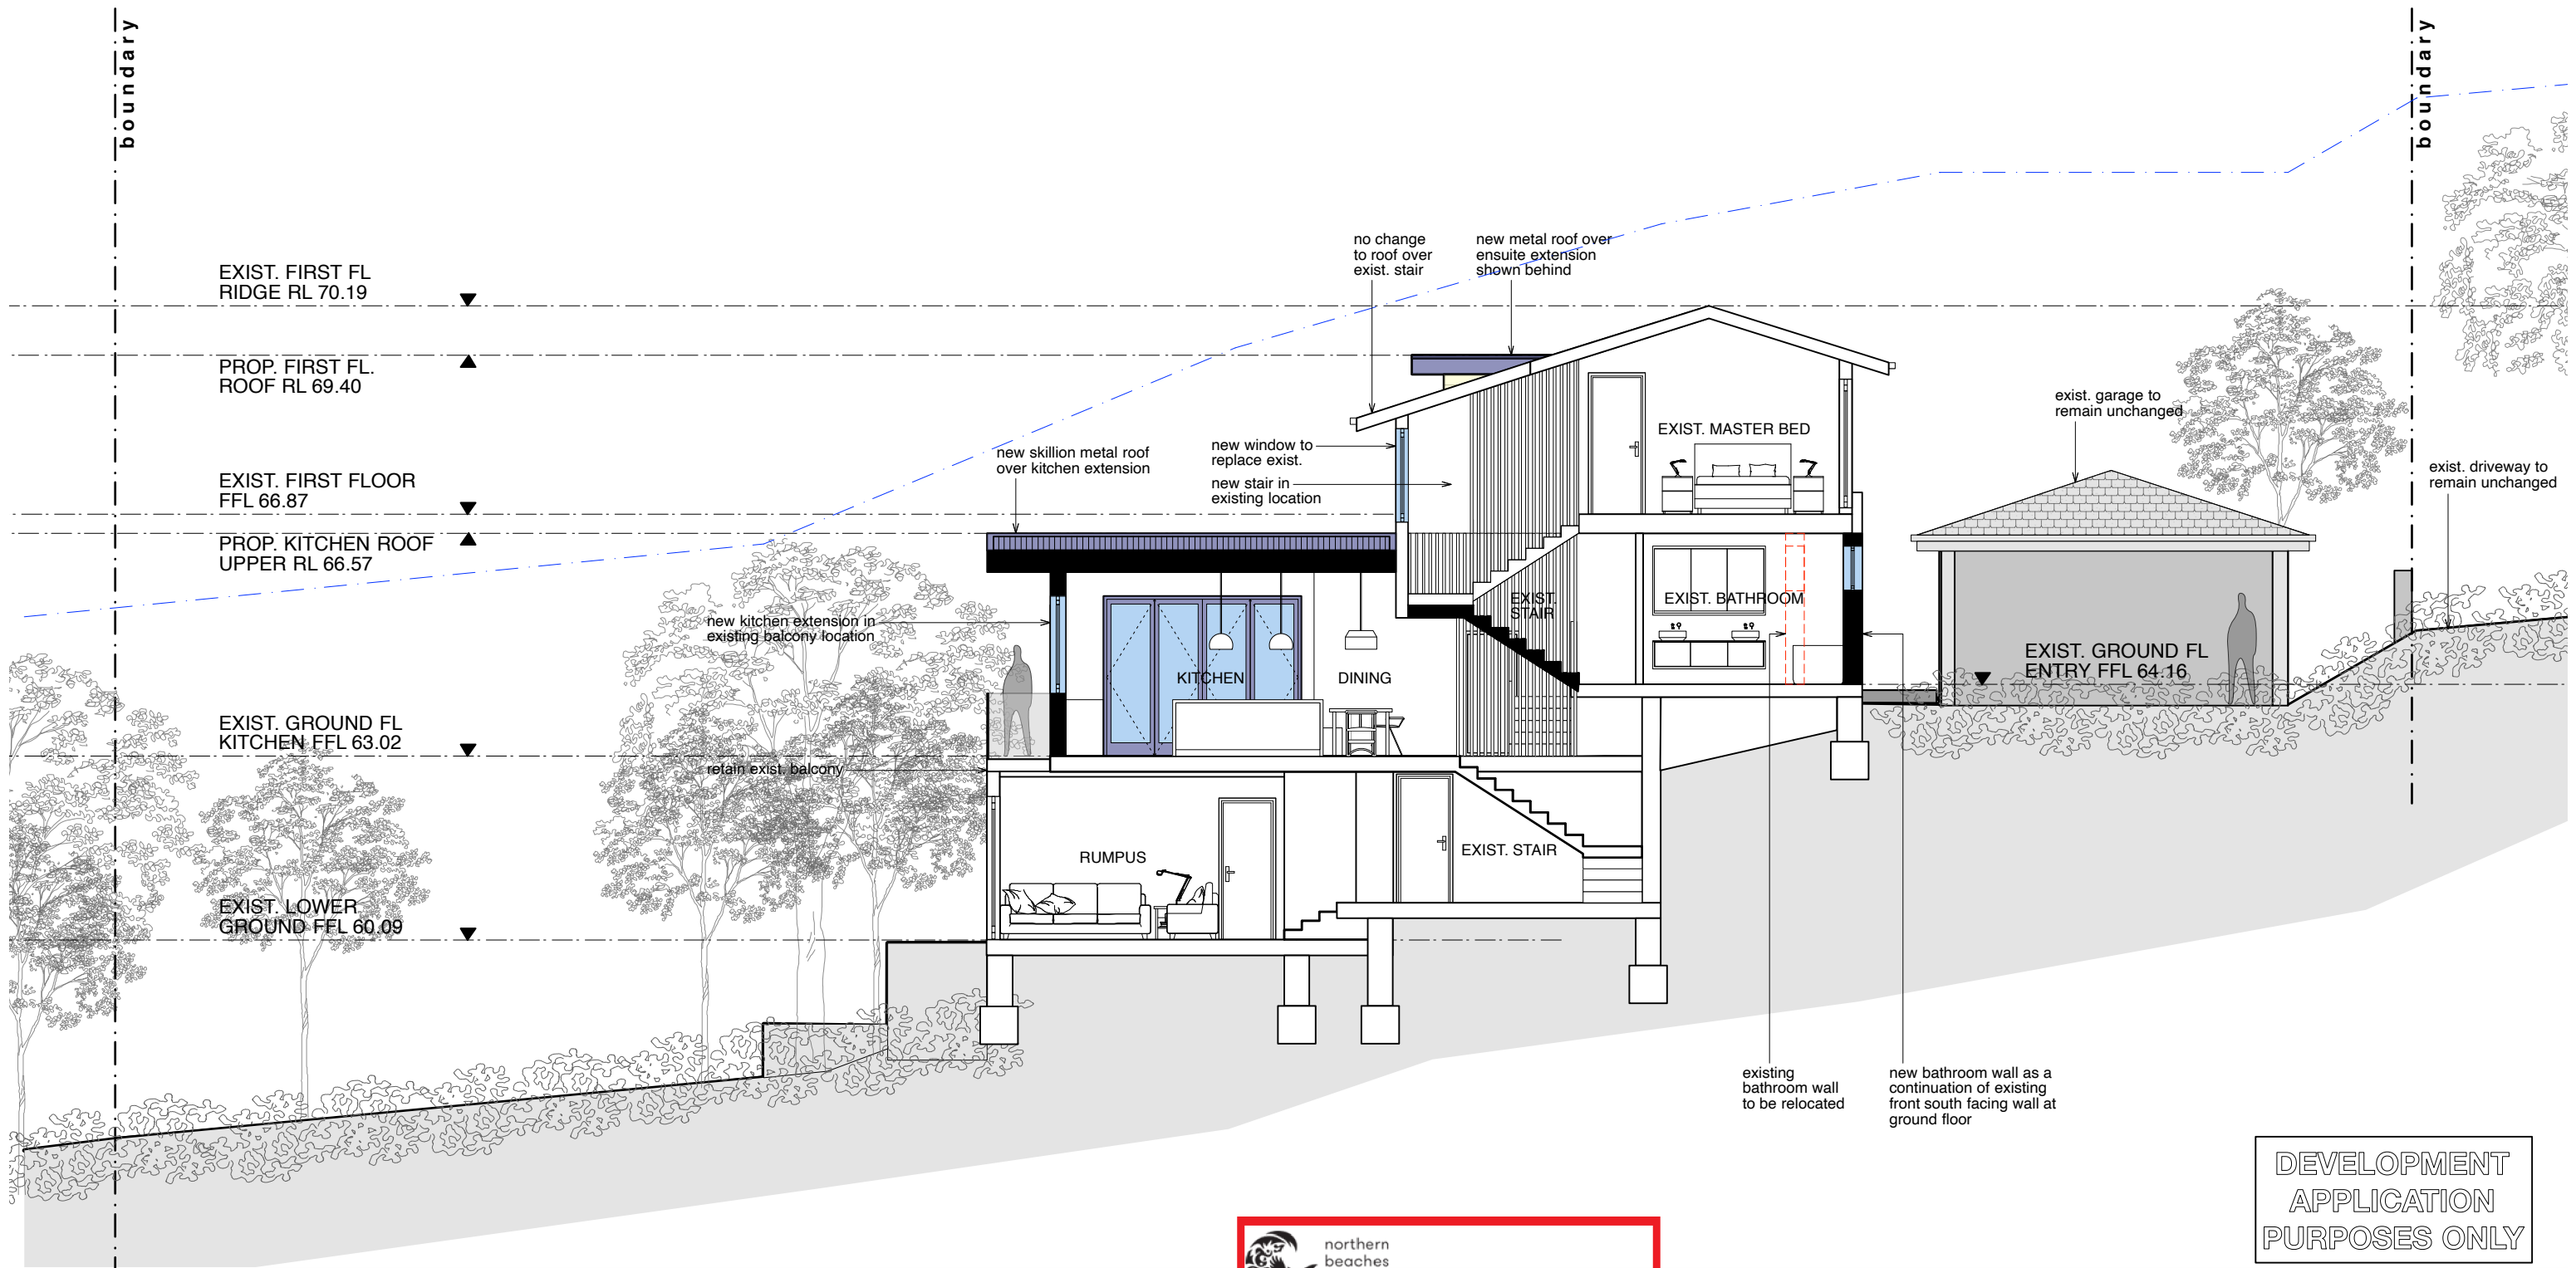 boundary
boundary
no change
to roof over
exist. stair
new metal roof over
ensuite extension
shown behind
EXIST. FIRST FL
RIDGE RL 70.19
PROP. FIRST FL.
ROOF RL 69.40
exist. garage to
remain unchanged
EXIST. MASTER BED
new window to
replace exist.
new skillion metal roof
over kitchen extension
new stair in
existing location
exist. driveway to
remain unchanged
EXIST. FIRST FLOOR
FFL 66.87
PROP. KITCHEN ROOF
UPPER RL 66.57
EXIST.
STAIR
EXIST. BATHROOM
new kitchen extension in
existing balcony location
KITCHEN
DINING
EXIST. GROUND FL
ENTRY FFL 64.16
EXIST. GROUND FL
KITCHEN FFL 63.02
retain exist. balcony
RUMPUS
EXIST. STAIR
EXIST. LOWER
GROUND FFL 60.09
existing
bathroom wall
to be relocated
new bathroom wall as a
continuation of existing
front south facing wall at
ground floor
DEVELOPMENT
APPLICATION
PURPOSES ONLY
northern
beaches